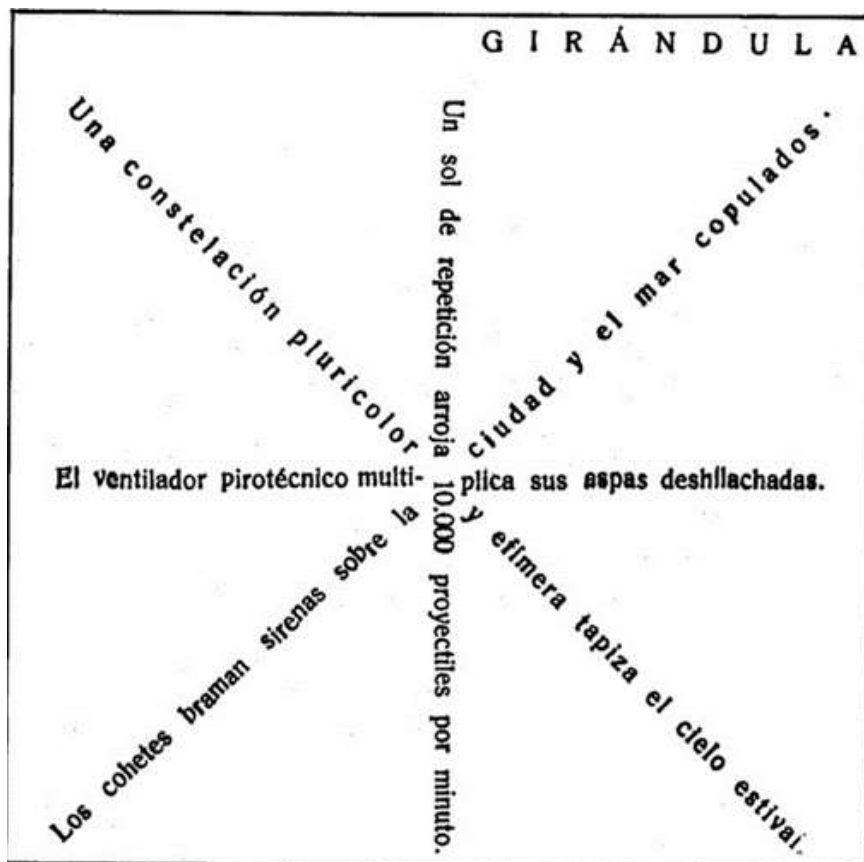 GIRÁNDULA
Una constelación pluricolor y efímera tapiza el cielo estival.
Un sol de repetición arroja 10.000 proyectiles por minuto.
Los cohetes braman sirenas sobre la ciudad y el mar copulados.
El ventilador pirotécnico multi- plica sus aspas deshilachadas.